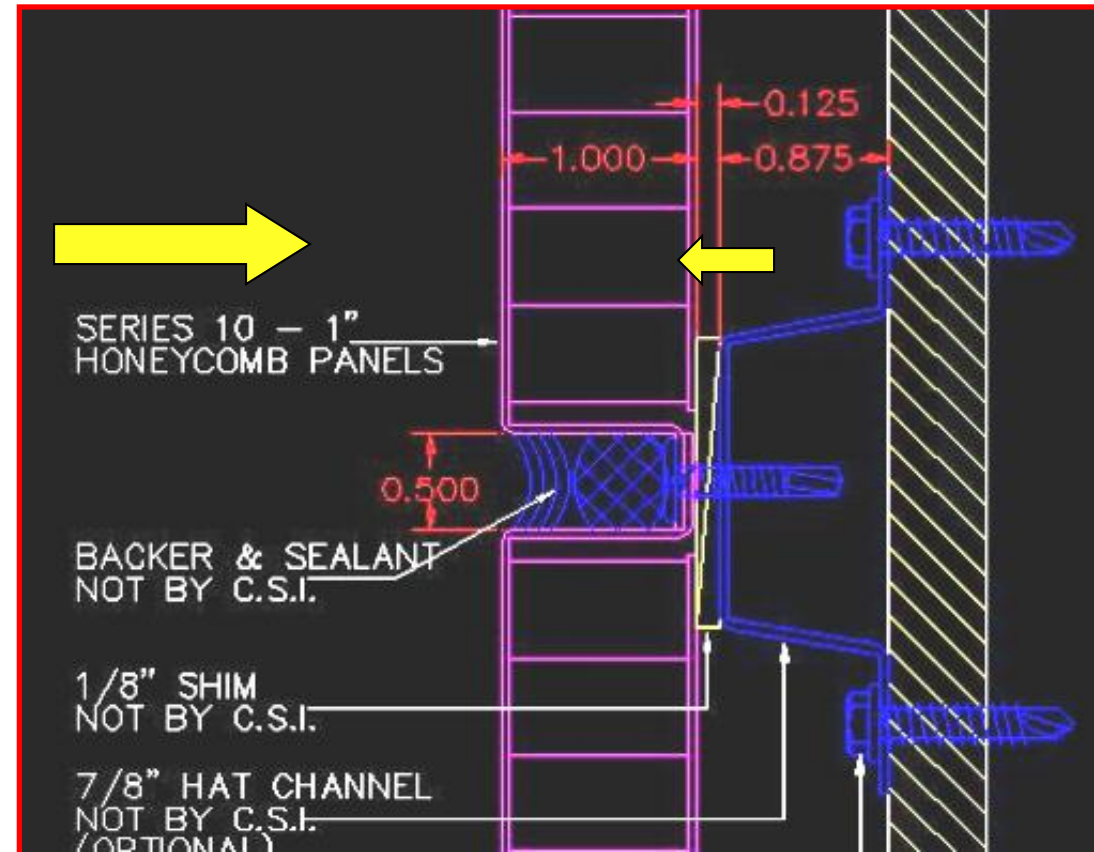 0.125
1.000
0.875
SERIES 10 – 1"
HONEYCOMB PANELS
0.500
BACKER & SEALANT
NOT BY C.S.I.
1/8" SHIM
NOT BY C.S.I.
7/8" HAT CHANNEL
NOT BY C.S.I.
(OPTIONAL)